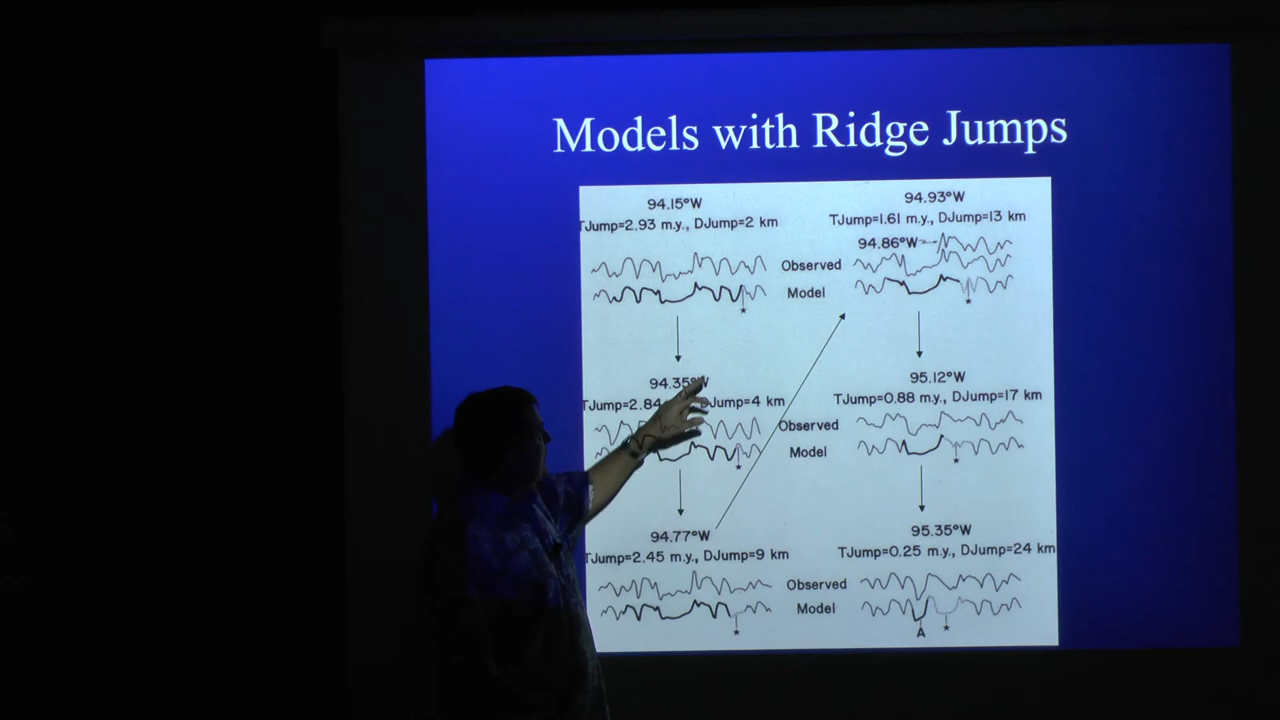 Models with Ridge Jumps
94.15°W
TJump=2.93 m.y., DJump=2 km
Observed
Model
94.35°W
TJump=2.84 DJump=4 km
Observed
Model
94.77°W
TJump=2.45 m.y., DJump=9 km
Observed
Model
94.93°W
TJump=1.61 m.y., DJump=13 km
94.86°W
95.12°W
TJump=0.88 m.y., DJump=17 km
95.35°W
TJump=0.25 m.y., DJump=24 km
A